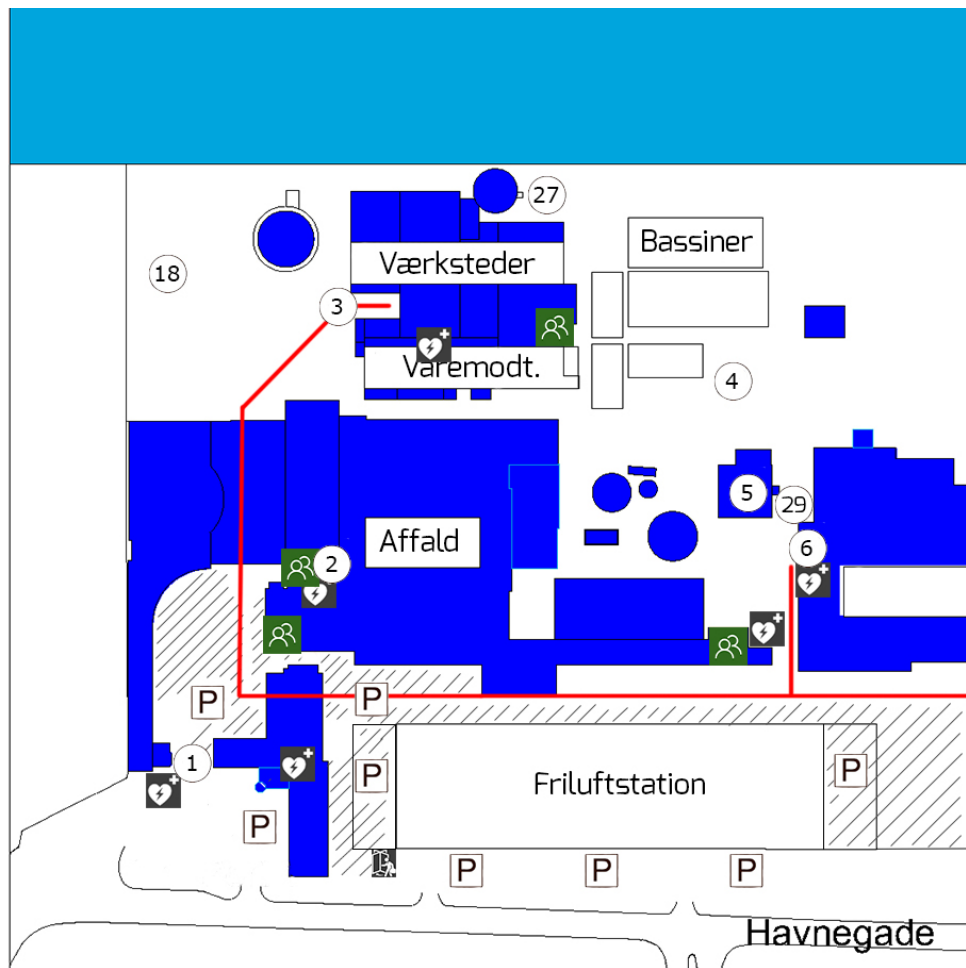 27
Bassiner
Værksteder
18
3
Varemodt.
4
5
29
Affald
6
2
P
P
1
P
P
Friluftstation
P
P
P
P
Havnegade